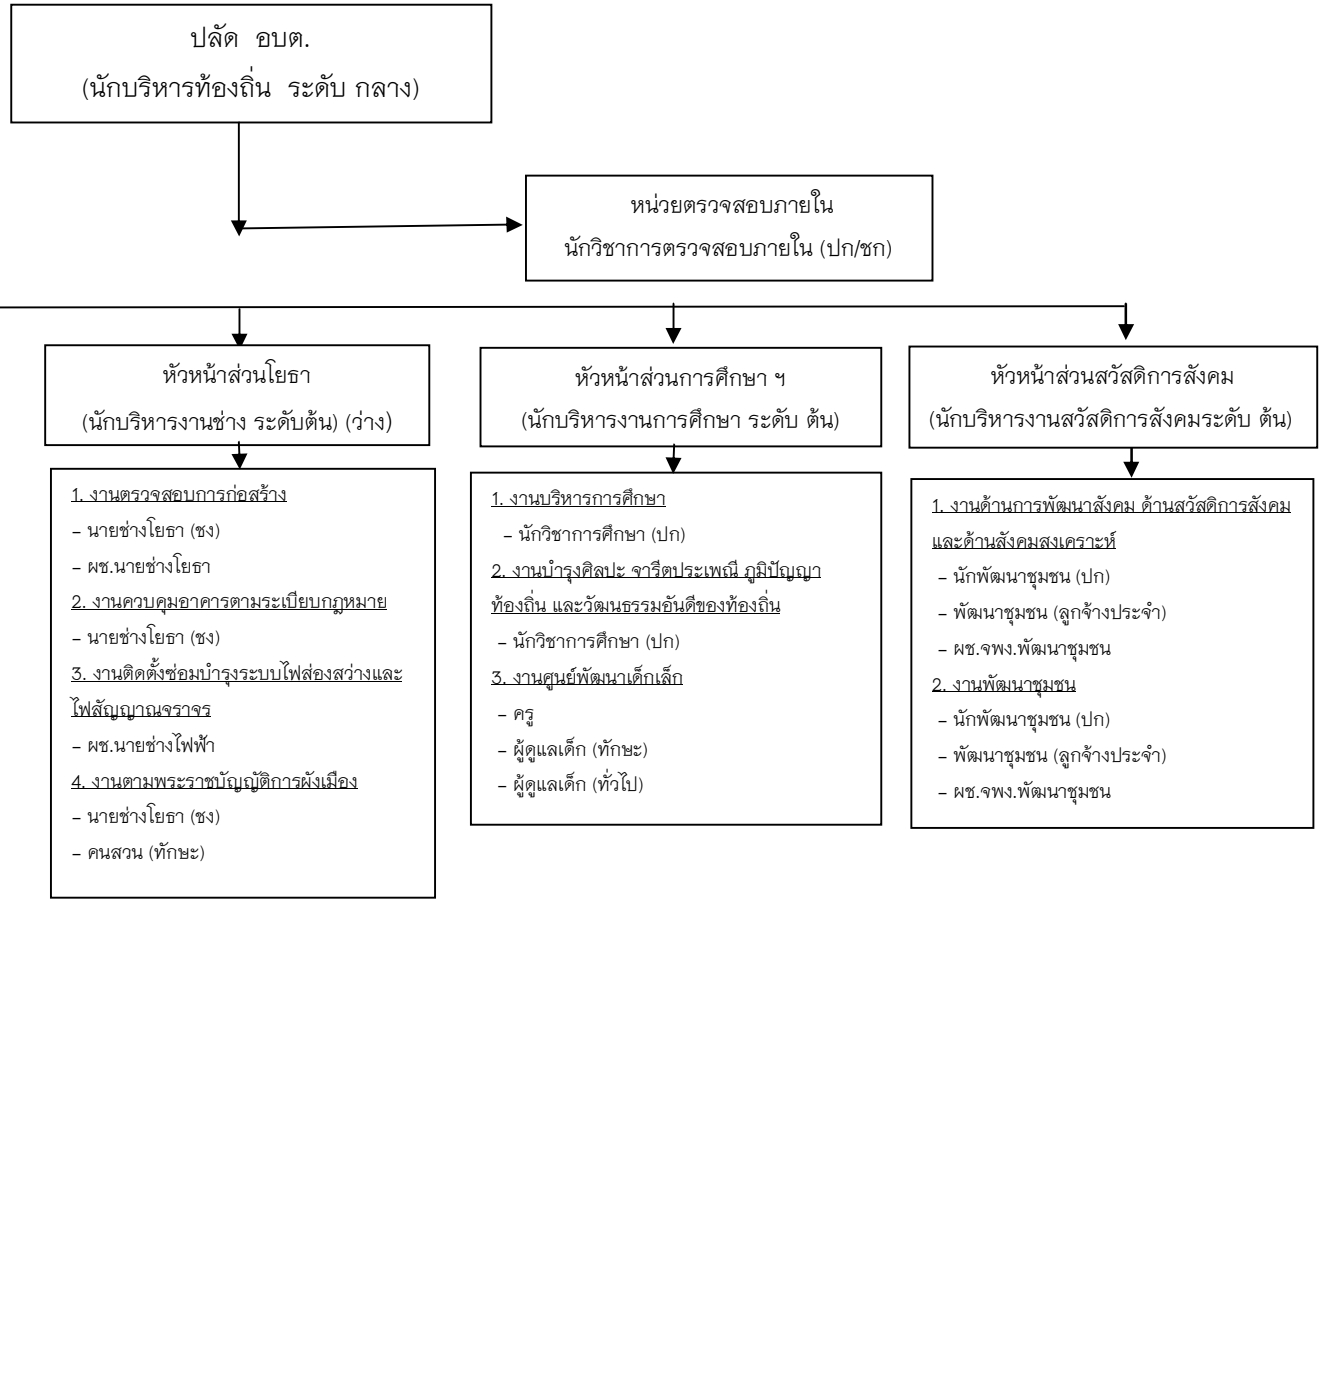 ปลัด อบต.
(นักบริหารท้องถิ่น ระดับ กลาง)
หน่วยตรวจสอบภายใน
นักวิชาการตรวจสอบภายใน (ปก/ชก)
หัวหน้าส่วนโยธา
(นักบริหารงานช่าง ระดับต้น) (ว่าง)
1. งานตรวจสอบการก่อสร้าง
– นายช่างโยธา (ชง)
– ผช.นายช่างโยธา
2. งานควบคุมอาคารตามระเบียบกฎหมาย
– นายช่างโยธา (ชง)
3. งานติดตั้งซ่อมบำรุงระบบไฟส่องสว่างและ
ไฟสัญญาณจราจร
– ผช.นายช่างไฟฟ้า
4. งานตามพระราชบัญญัติการผังเมือง
– นายช่างโยธา (ชง)
– คนสวน (ทักษะ)
หัวหน้าส่วนการศึกษา ฯ
(นักบริหารงานการศึกษา ระดับ ต้น)
1. งานบริหารการศึกษา
– นักวิชาการศึกษา (ปก)
2. งานบำรุงศิลปะ จารีตประเพณี ภูมิปัญญา
ท้องถิ่น และวัฒนธรรมอันดีของท้องถิ่น
– นักวิชาการศึกษา (ปก)
3. งานศูนย์พัฒนาเด็กเล็ก
– ครู
– ผู้ดูแลเด็ก (ทักษะ)
– ผู้ดูแลเด็ก (ทั่วไป)
หัวหน้าส่วนสวัสดิการสังคม
(นักบริหารงานสวัสดิการสังคมระดับ ต้น)
1. งานด้านการพัฒนาสังคม ด้านสวัสดิการสังคม
และด้านสังคมสงเคราะห์
– นักพัฒนาชุมชน (ปก)
– พัฒนาชุมชน (ลูกจ้างประจำ)
– ผช.จพง.พัฒนาชุมชน
2. งานพัฒนาชุมชน
– นักพัฒนาชุมชน (ปก)
– พัฒนาชุมชน (ลูกจ้างประจำ)
– ผช.จพง.พัฒนาชุมชน